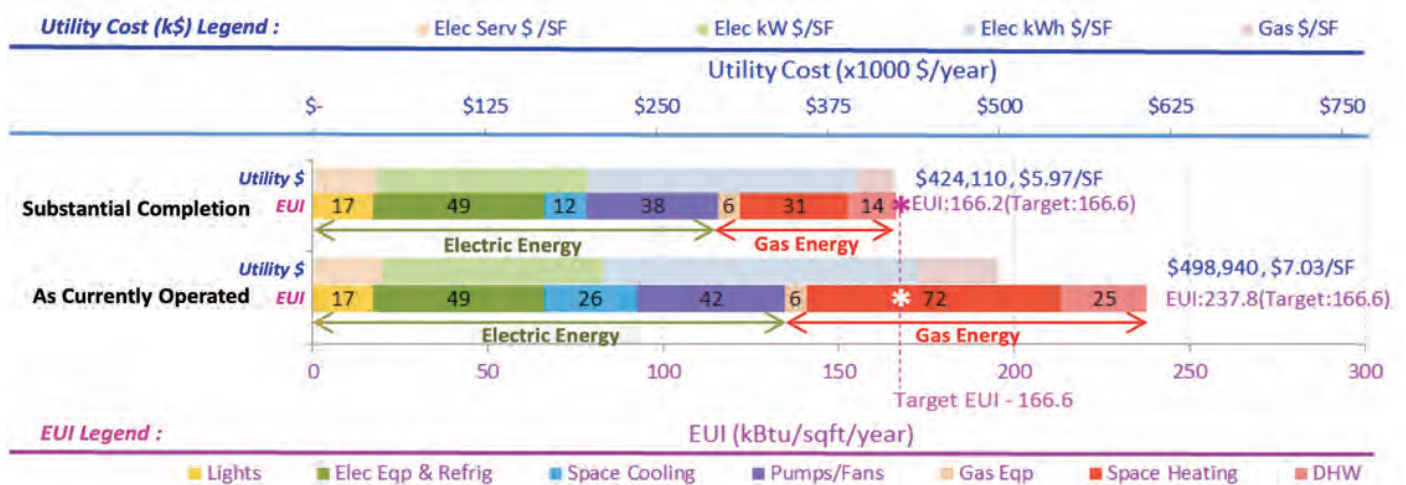 Utility Cost (k$) Legend :
Elec Serv $ /SF
Elec kW $/SF
Elec kWh $/SF
Gas $/SF
Utility Cost (x1000 $/year)
$- $125 $250 $375 $500 $625 $750
Utility $
$424,110, $5.97/SF
Substantial Completion EUI 17 49 12 38 6 31 14 *EUI:166.2(Target:166.6)
Electric Energy Gas Energy
Utility $
$498,940, $7.03/SF
As Currently Operated EUI 17 49 26 42 6 * 72 25 EUI:237.8(Target:166.6)
Electric Energy Gas Energy
0 50 100 150 200 250 300
Target EUI - 166.6
EUI Legend :
EUI (kBtu/sqft/year)
Lights Elec Eqp & Refrig Space Cooling Pumps/Fans Gas Eqp Space Heating DHW